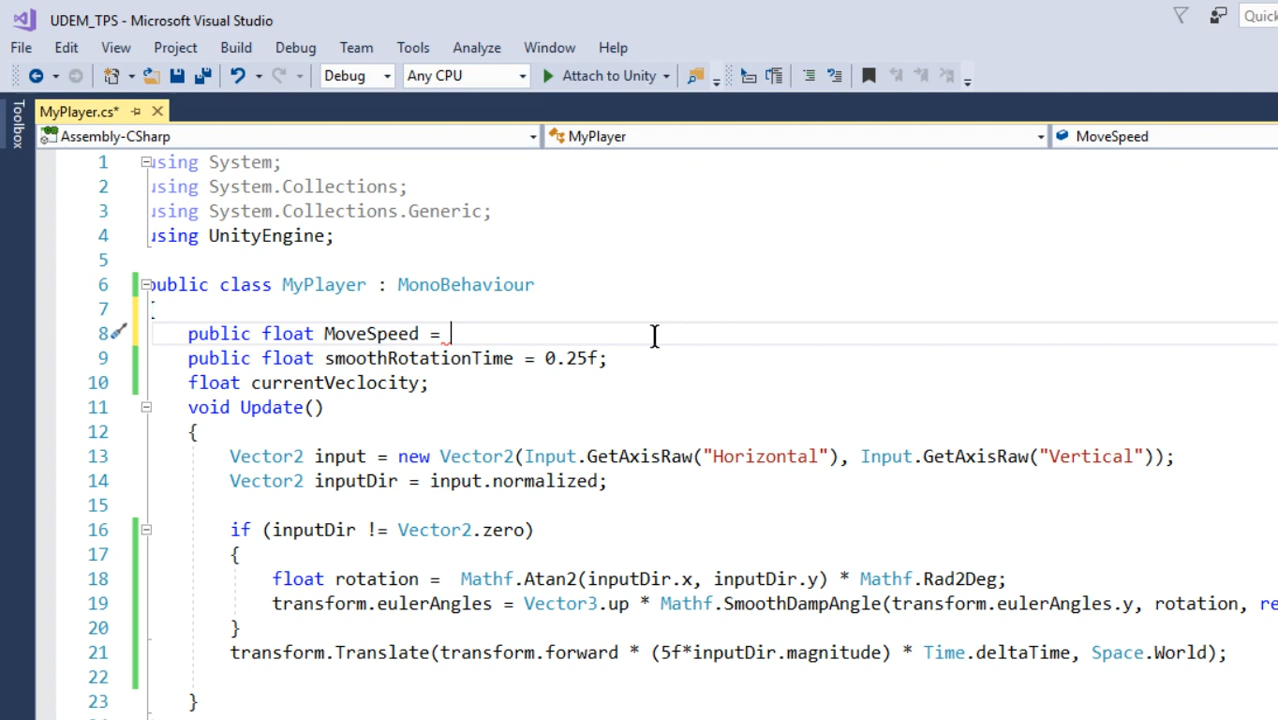 UDEM_TPS - Microsoft Visual Studio
Quick
File Edit View Project Build Debug Team Tools Analyze Window Help
Debug Any CPU Attach to Unity
Toolbox
MyPlayer.cs*
Assembly-CSharp MyPlayer MoveSpeed
1 using System;
2 using System.Collections;
3 using System.Collections.Generic;
4 using UnityEngine;
5
6 public class MyPlayer : MonoBehaviour
7 {
8 public float MoveSpeed =
9 public float smoothRotationTime = 0.25f;
10 float currentVeclocity;
11 void Update()
12 {
13 Vector2 input = new Vector2(Input.GetAxisRaw("Horizontal"), Input.GetAxisRaw("Vertical"));
14 Vector2 inputDir = input.normalized;
15
16 if (inputDir != Vector2.zero)
17 {
18 float rotation = Mathf.Atan2(inputDir.x, inputDir.y) * Mathf.Rad2Deg;
19 transform.eulerAngles = Vector3.up * Mathf.SmoothDampAngle(transform.eulerAngles.y, rotation, re
20 }
21 transform.Translate(transform.forward * (5f*inputDir.magnitude) * Time.deltaTime, Space.World);
22
23 }